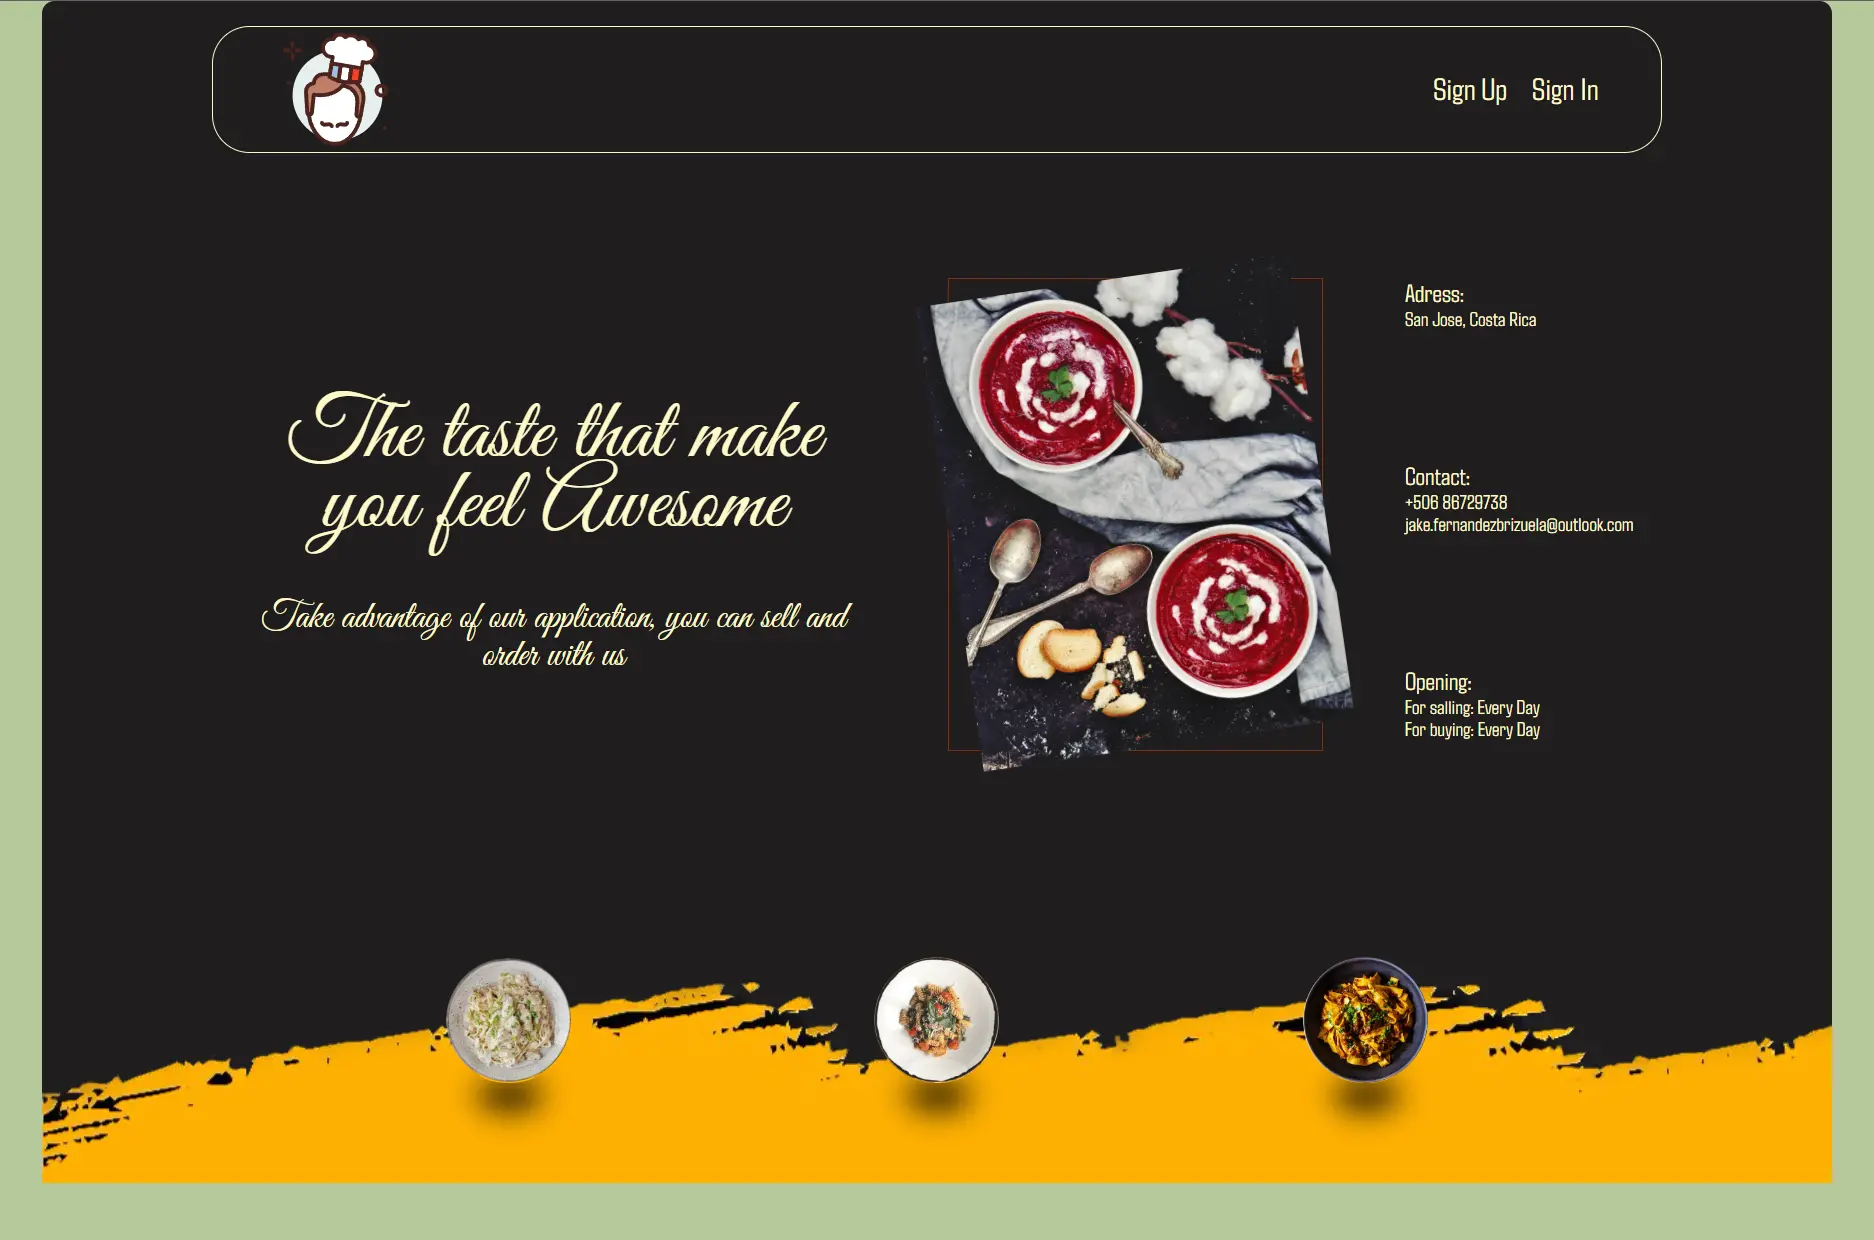 Sign Up Sign In
The taste that make
you feel Awesome
Take advantage of our application, you can sell and
order with us
Adress:
San Jose, Costa Rica
Contact:
+506 86729738
jake.fernandezbrizuela@outlook.com
Opening:
For salling: Every Day
For buying: Every Day